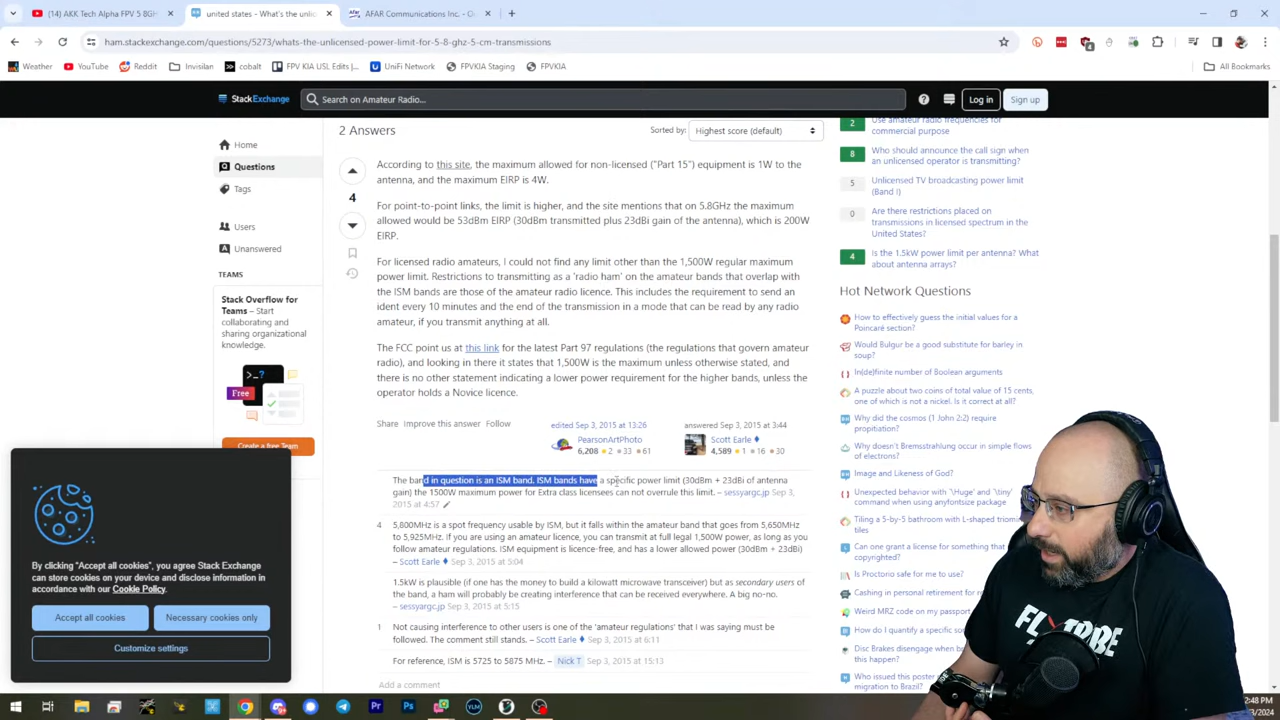 (14) AKK Tech Alpha FPV 5 8GH
united states - What's the unlic
AFAR Communications Inc. - O
ham.stackexchange.com/questions/5273/whats-the-unlicensed-power-limit-for-5-8-ghz-5-cm-transmissions
Weather
YouTube
Reddit
Invisilan
cobalt
FPV KIA USL Edits |...
UniFi Network
FPVKIA Staging
FPVKIA
All Bookmarks
StackExchange
Search on Amateur Radio...
Log in
Sign up
Home
Questions
Tags
Users
Unanswered
TEAMS
Stack Overflow for
Teams – Start
collaborating and
sharing organizational
knowledge.
Free
Create a free Team
2 Answers
Sorted by:
Highest score (default)
4
According to this site, the maximum allowed for non-licensed ("Part 15") equipment is 1W to the
antenna, and the maximum EIRP is 4W.
For point-to-point links, the limit is higher, and the site mentions that on 5.8GHz the maximum
allowed would be 53dBm EIRP (30dBm transmitted plus 23dBi gain of the antenna), which is 200W
EIRP.
For licensed radio amateurs, I could not find any limit other than the 1,500W regular maximum
power limit. Restrictions to transmitting as a 'radio ham' on the amateur bands that overlap with
the ISM bands are those of the amateur radio licence. This includes the requirement to send an
ident every 10 minutes and the end of the transmission in a mode that can be read by any radio
amateur, if you transmit anything at all.
The FCC point us at this link for the latest Part 97 regulations (the regulations that govern amateur
radio), and looking in there it states that 1,500W is the maximum unless otherwise stated, and
there is no other statement indicating a lower power requirement for the higher bands, unless the
operator holds a Novice licence.
Share Improve this answer Follow
edited Sep 3, 2015 at 13:26
PearsonArtPhoto
6,208 2 33 61
answered Sep 3, 2015 at 3:44
Scott Earle
4,589 1 16 30
The band in question is an ISM band. ISM bands have a specific power limit (30dBm + 23dBi of antenna
gain) the 1500W maximum power for Extra class licensees can not overrule this limit. – sessyargc.jp Sep 3,
2015 at 4:57
4 5,800MHz is a spot frequency usable by ISM, but it falls within the amateur band that goes from 5,650MHz
to 5,925MHz. If you are using an amateur licence, you can transmit at full legal 1,500W power, as long as you
follow amateur regulations. ISM equipment is licence-free, and has a lower allowed power (30dBm + 23dBi)
– Scott Earle Sep 3, 2015 at 5:04
1.5kW is plausible (if one has the money to build a kilowatt microwave transceiver) but as secondary users of
the band, a ham will probably be creating interference that can be received everywhere. A big no-no.
– sessyargc.jp Sep 3, 2015 at 5:15
1 Not causing interference to other users is one of the 'amateur regulations' that I was saying must be
followed. The comment still stands. – Scott Earle Sep 3, 2015 at 6:11
For reference, ISM is 5725 to 5875 MHz. – Nick T Sep 3, 2015 at 15:13
Add a comment
2 Use amateur radio frequencies for
commercial purpose
8 Who should announce the call sign when
an unlicensed operator is transmitting?
5 Unlicensed TV broadcasting power limit
(Band I)
0 Are there restrictions placed on
transmissions in licensed spectrum in the
United States?
4 Is the 1.5kW power limit per antenna? What
about antenna arrays?
Hot Network Questions
How to effectively guess the initial values for a
Poincaré section?
Would Bulgur be a good substitute for barley in
soup?
In(de)finite number of Boolean arguments
A puzzle about two coins of total value of 15 cents,
one of which is not a nickel. Is it correct at all?
Why did the cosmos (1 John 2:2) require
propitiation?
Why doesn't Bremsstrahlung occur in simple flows
of electrons?
Image and Likeness of God?
Unexpected behavior with '\Huge' and '\tiny'
command when using anyfontsize package
Tiling a 5-by-5 bathroom with L-shaped triomino
tiles
Can one grant a license for something that
copyrighted?
Is Proctorio safe for me to use?
Cashing in personal retirement for
Weird MRZ code on my passport
How do I quantify a specific
Disc Brakes disengage when
this happen?
Who issued this poster
migration to Brazil?
By clicking "Accept all cookies", you agree Stack Exchange
can store cookies on your device and disclose information in
accordance with our Cookie Policy.
Accept all cookies
Necessary cookies only
Customize settings
2:48 PM
/2024